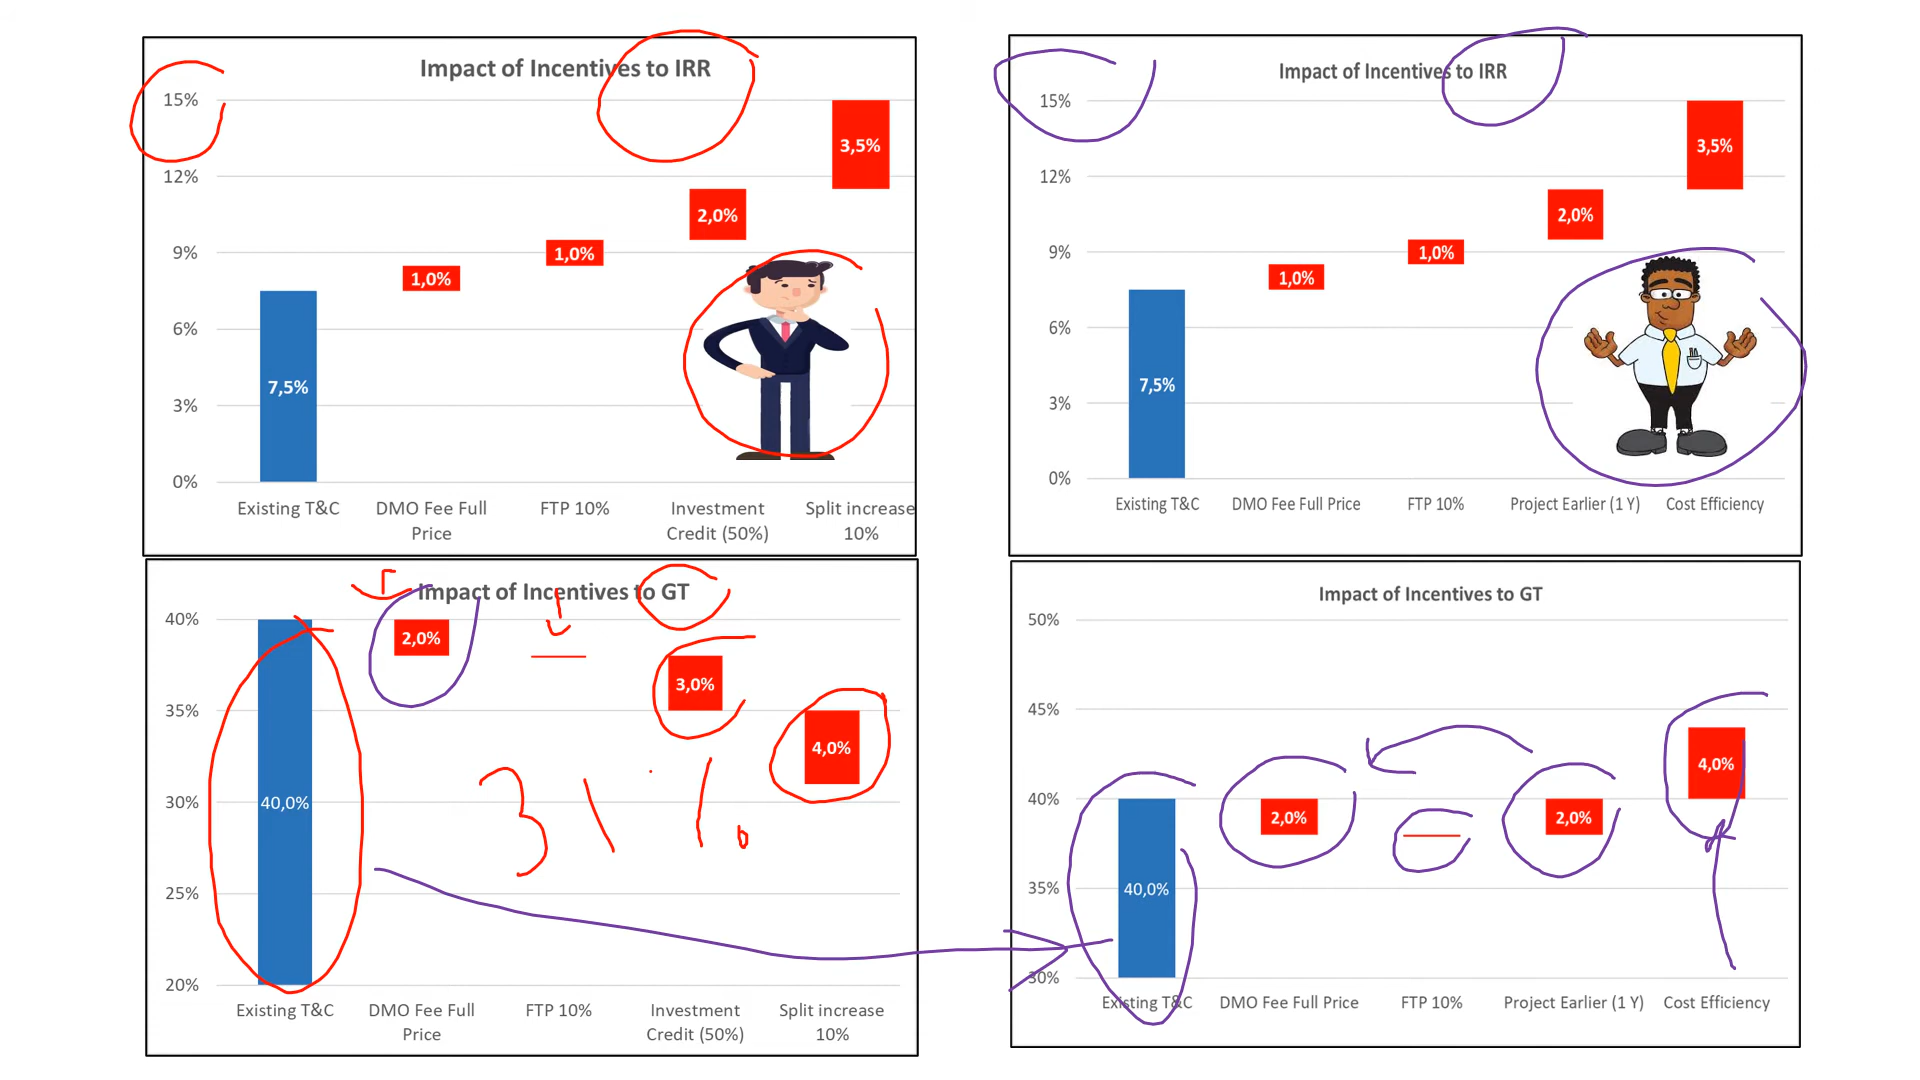 Impact of Incentives to IRR
15%
12%
9%
6%
3%
0%
7,5%
1,0%
1,0%
2,0%
3,5%
Existing T&C
DMO Fee Full Price
FTP 10%
Investment Credit (50%)
Split increase 10%
Impact of Incentives to IRR
15%
12%
9%
6%
3%
0%
7,5%
1,0%
1,0%
2,0%
3,5%
Existing T&C
DMO Fee Full Price
FTP 10%
Project Earlier (1 Y)
Cost Efficiency
Impact of Incentives to GT
40%
35%
30%
25%
20%
40,0%
2,0%
3,0%
4,0%
31%
Existing T&C
DMO Fee Full Price
FTP 10%
Investment Credit (50%)
Split increase 10%
Impact of Incentives to GT
50%
45%
40%
35%
30%
40,0%
2,0%
2,0%
4,0%
Existing T&C
DMO Fee Full Price
FTP 10%
Project Earlier (1 Y)
Cost Efficiency